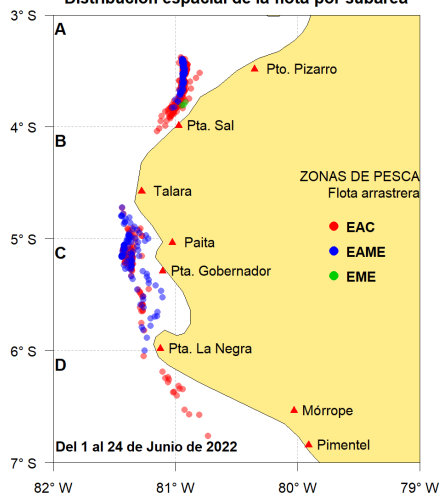 Distribución espacial de la flota por subárea
3° S
A
Pto. Pizarro
4° S
Pta. Sal
B
ZONAS DE PESCA
Talara
Flota arrastrera
EAC
5° S
Paita
C
EAME
Pta. Gobernador
EME
6° S
Pta. La Negra
D
Mórrope
Del 1 al 24 de Junio de 2022
Pimentel
7° S
82° W
81° W
80° W
79° W